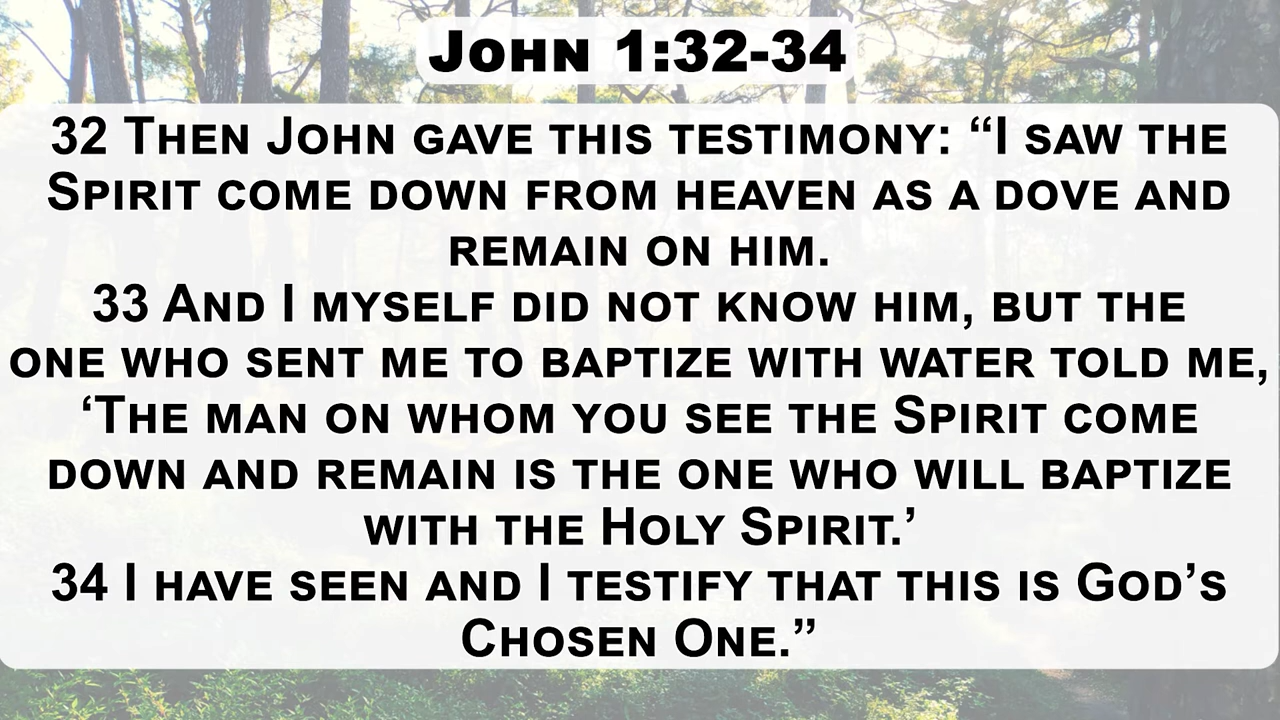 John 1:32-34
32 Then John gave this testimony: “I saw the
Spirit come down from heaven as a dove and
remain on him.
33 And I myself did not know him, but the
one who sent me to baptize with water told me,
‘The man on whom you see the Spirit come
down and remain is the one who will baptize
with the Holy Spirit.’
34 I have seen and I testify that this is God’s
Chosen One.”